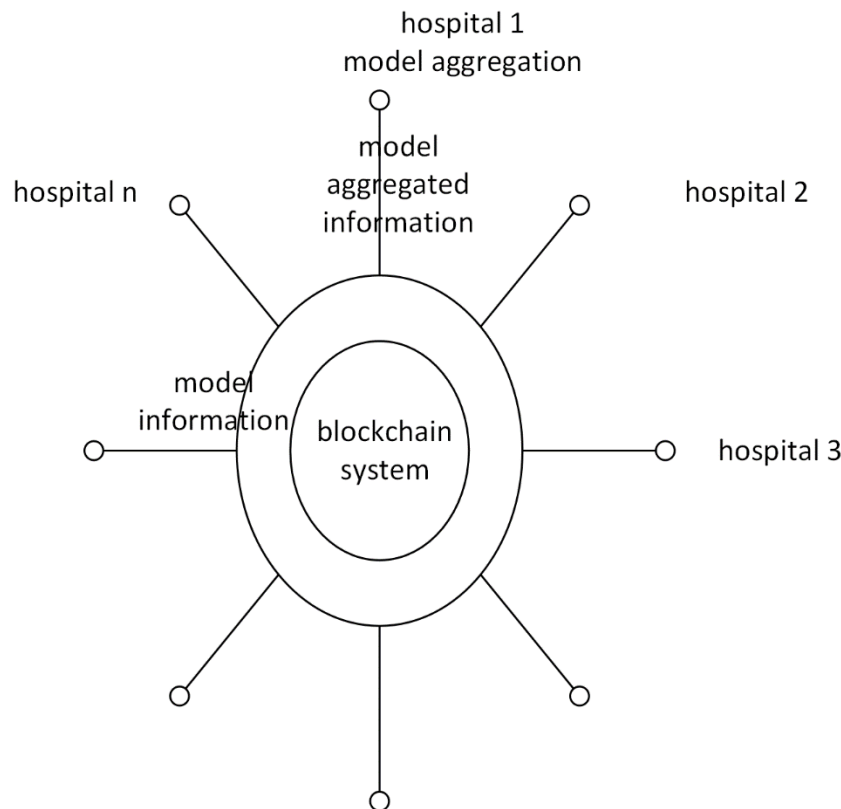 hospital 1
model aggregation
model
aggregated
information
hospital n
hospital 2
model
information
blockchain
system
hospital 3